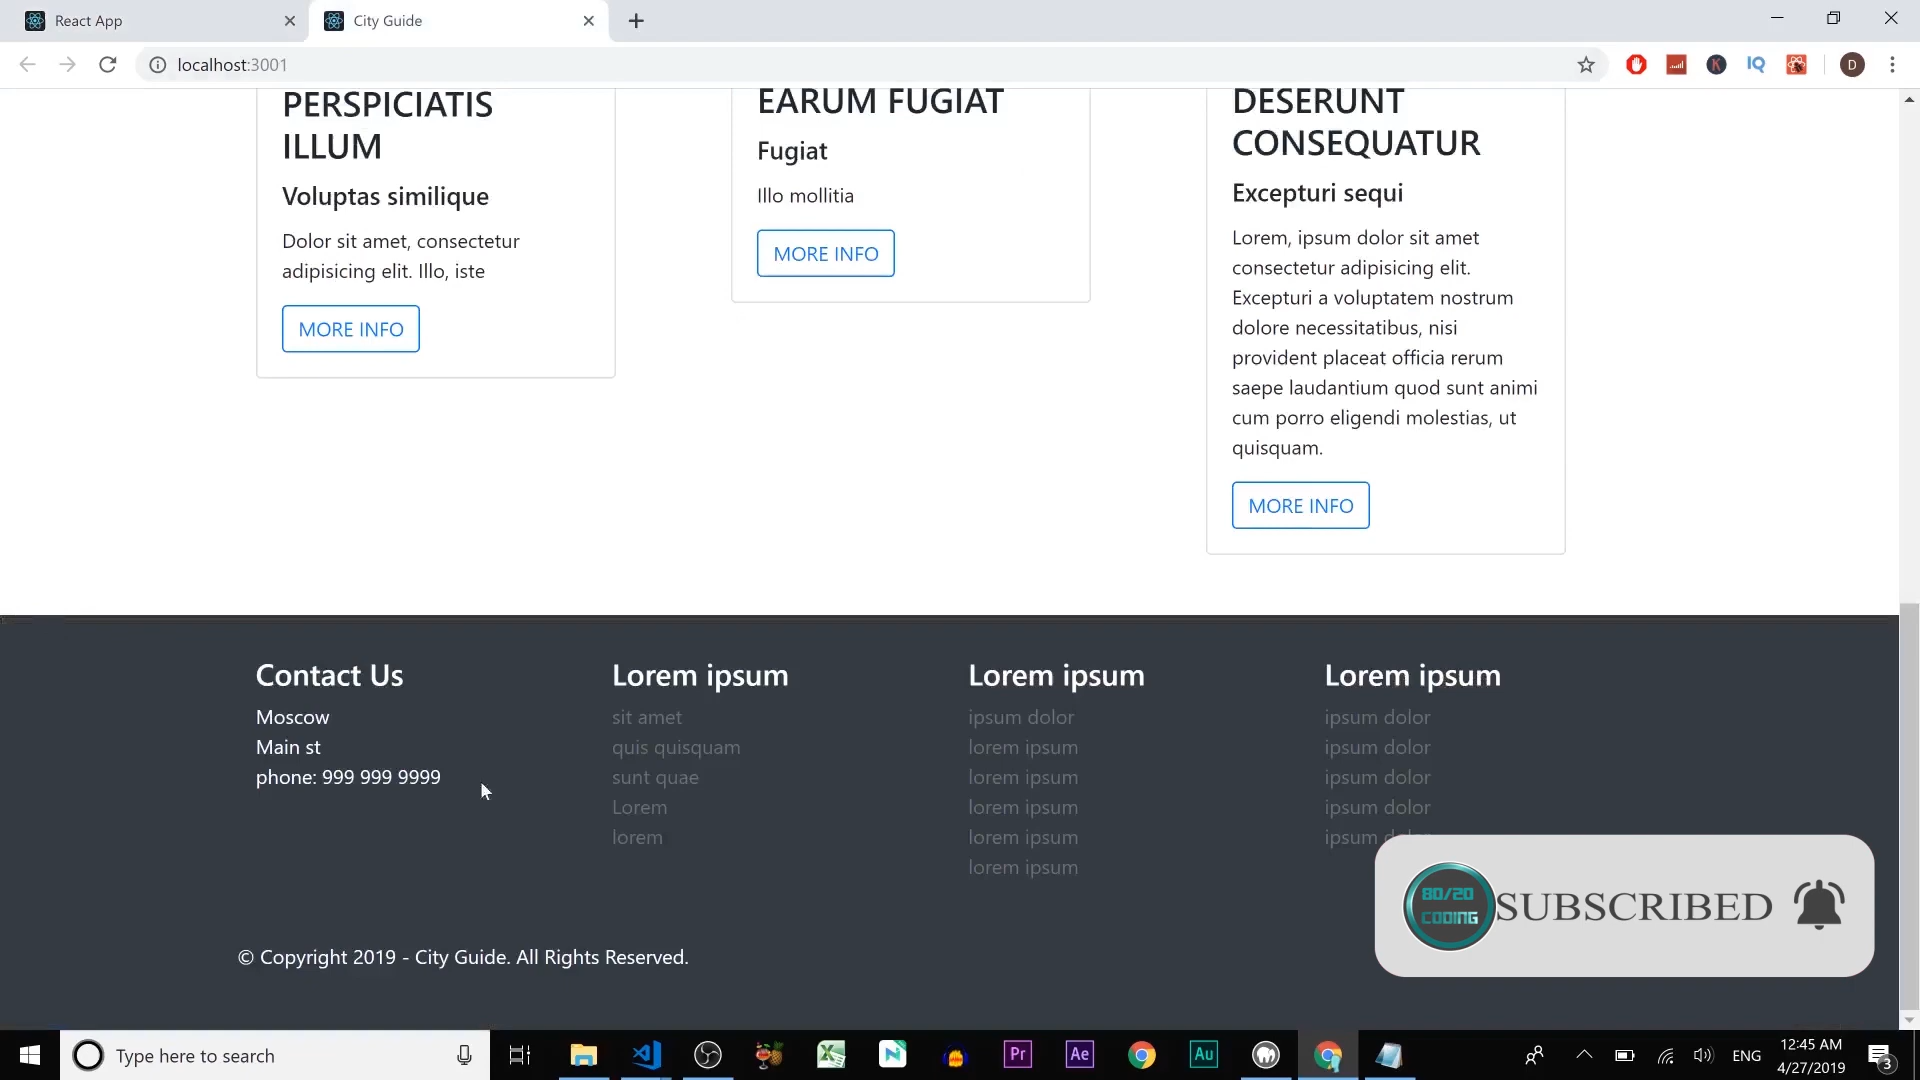 React App
City Guide
localhost:3001
IQ
D
PERSPICIATIS
ILLUM
Voluptas similique
Dolor sit amet, consectetur
adipisicing elit. Illo, iste
MORE INFO
EARUM FUGIAT
Fugiat
Illo mollitia
MORE INFO
DESERUNT
CONSEQUATUR
Excepturi sequi
Lorem, ipsum dolor sit amet
consectetur adipisicing elit.
Excepturi a voluptatem nostrum
dolore necessitatibus, nisi
provident placeat officia rerum
saepe laudantium quod sunt animi
cum porro eligendi molestias, ut
quisquam.
MORE INFO
Contact Us
Moscow
Main st
phone: 999 999 9999
Lorem ipsum
sit amet
quis quisquam
sunt quae
Lorem
lorem
Lorem ipsum
ipsum dolor
lorem ipsum
lorem ipsum
lorem ipsum
lorem ipsum
lorem ipsum
Lorem ipsum
ipsum dolor
ipsum dolor
ipsum dolor
ipsum dolor
ipsum
80/20
CODING
SUBSCRIBED
© Copyright 2019 - City Guide. All Rights Reserved.
Type here to search
Pr
Ae
Au
ENG
12:45 AM
4/27/2019
3